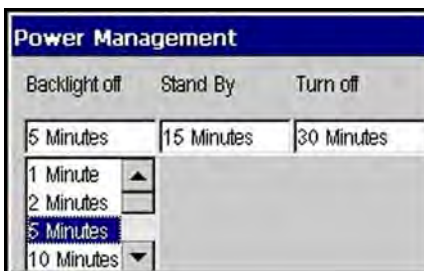 Power Management
Backlight off Stand By Turn off
5 Minutes 15 Minutes 30 Minutes
1 Minute
2 Minutes
5 Minutes
10 Minutes